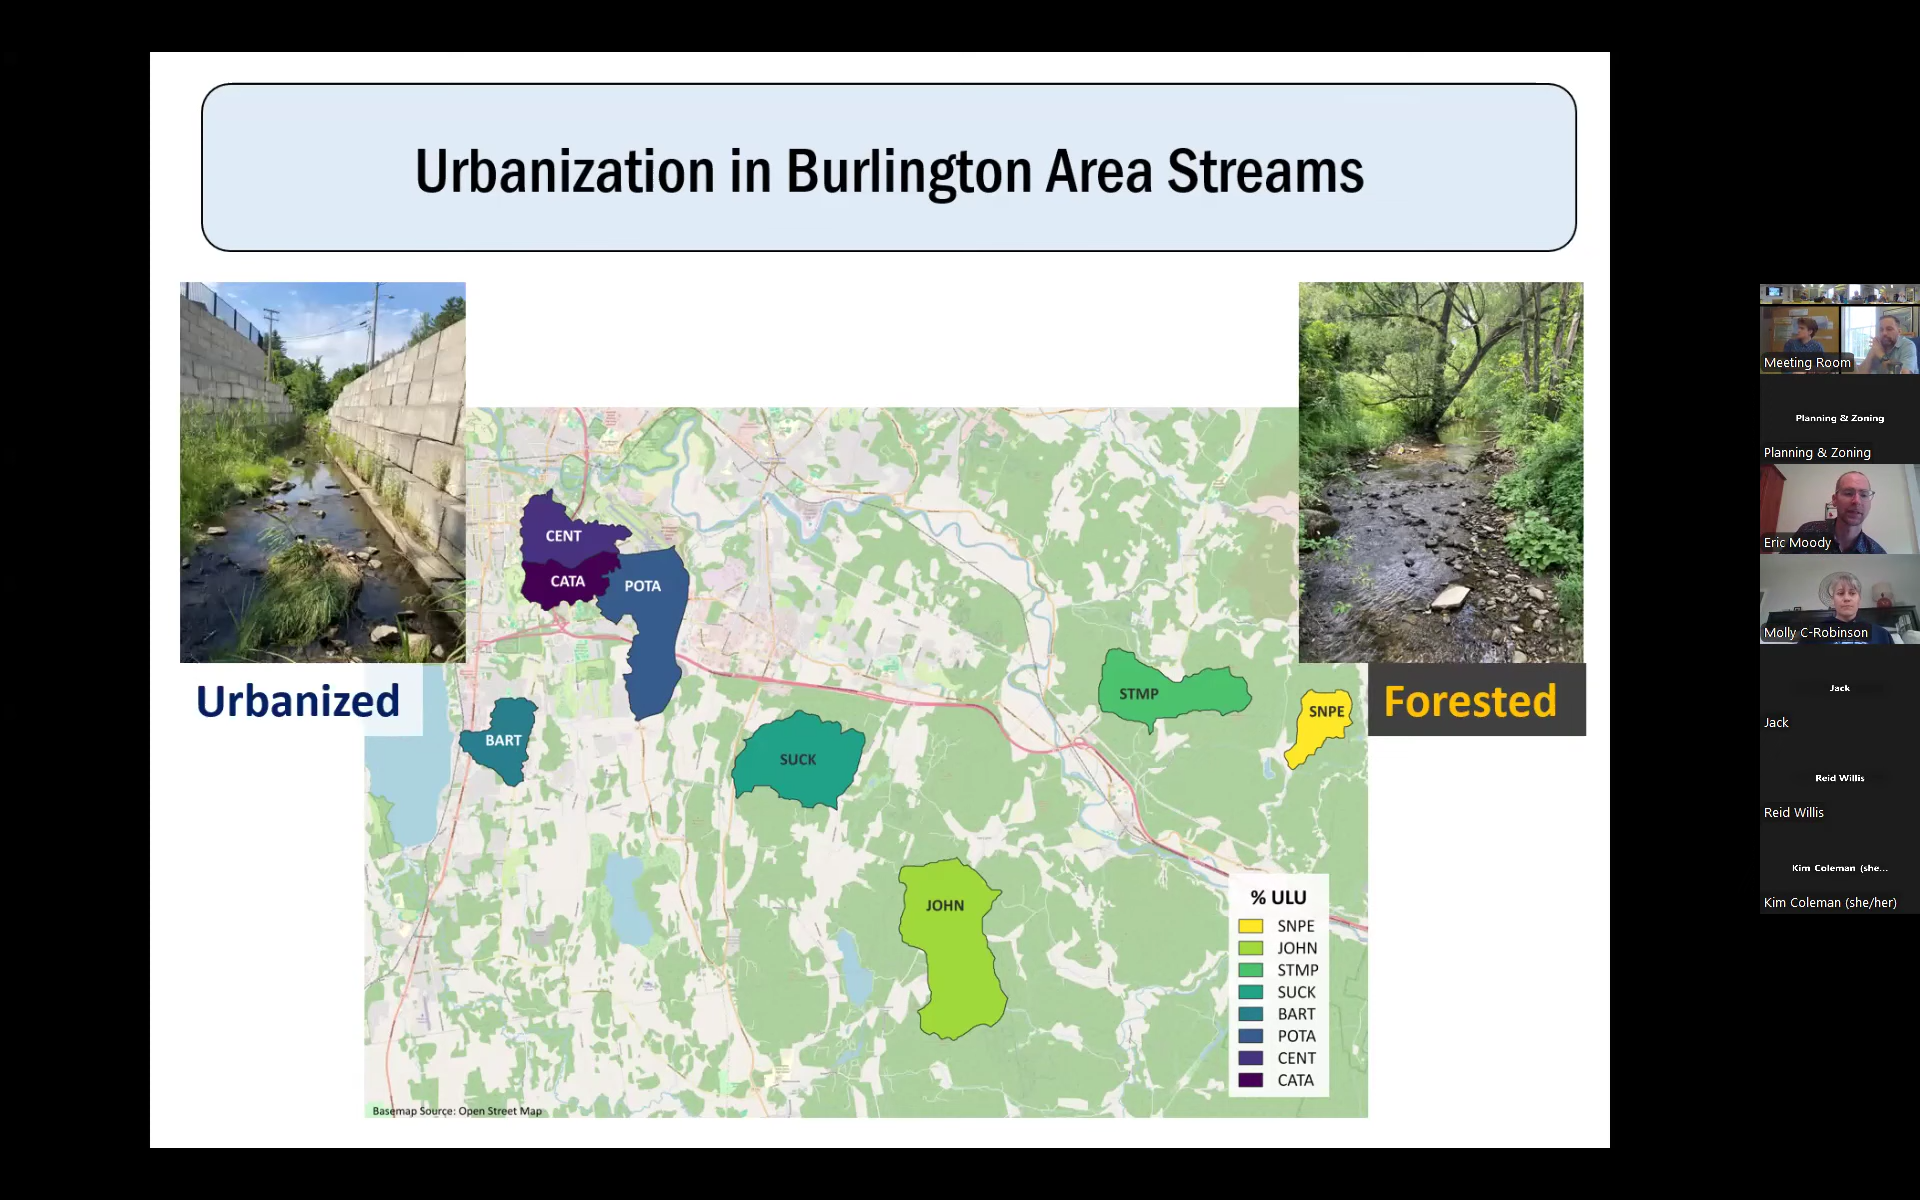 Urbanization in Burlington Area Streams
Urbanized
Forested
CENT
CATA
POTA
BART
SUCK
STMP
SNPE
JOHN
% ULU
SNPE
JOHN
STMP
SUCK
BART
POTA
CENT
CATA
Basemap Source: Open Street Map
Meeting Room
Planning & Zoning
Planning & Zoning
Eric Moody
Molly C-Robinson
Jack
Jack
Reid Willis
Reid Willis
Kim Coleman (she...
Kim Coleman (she/her)